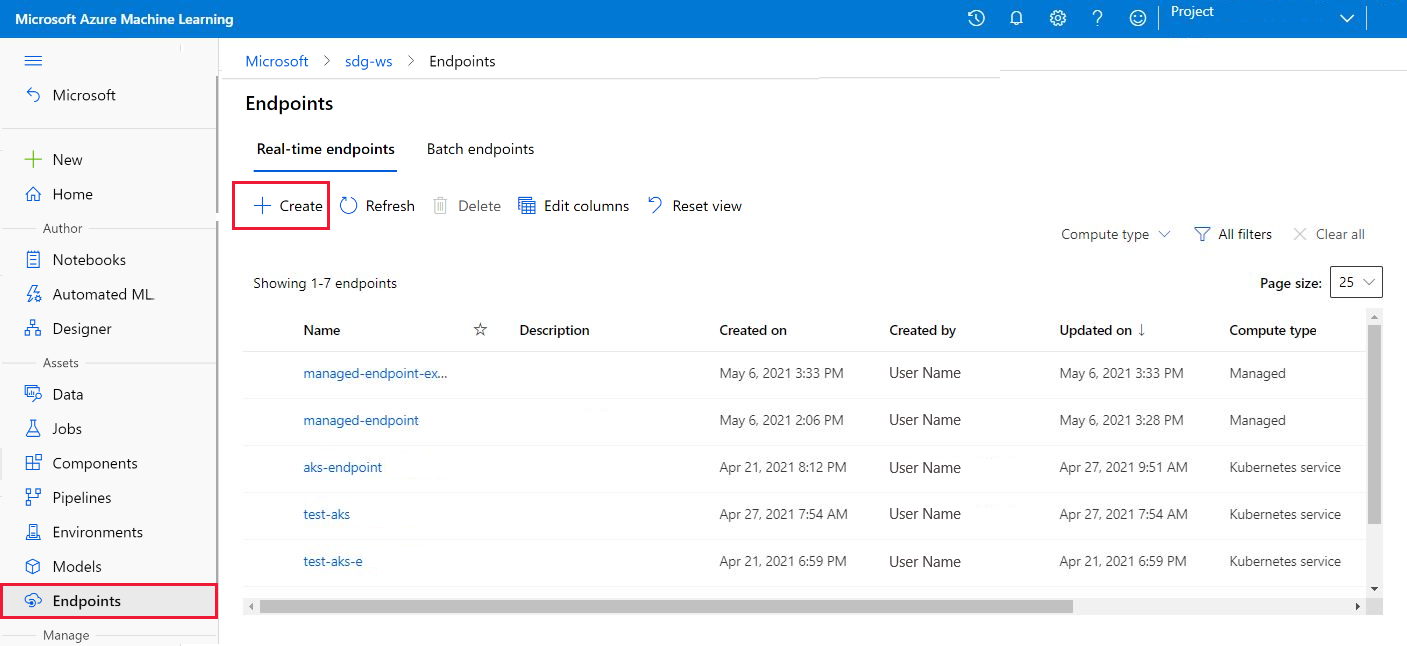 Microsoft Azure Machine Learning
Project
Microsoft
New
Home
Author
Notebooks
Automated ML
Designer
Assets
Data
Jobs
Components
Pipelines
Environments
Models
Endpoints
Manage
Microsoft > sdg-ws > Endpoints
Endpoints
Real-time endpoints Batch endpoints
Create Refresh Delete Edit columns Reset view
Compute type All filters Clear all
Showing 1-7 endpoints Page size: 25
Name Description Created on Created by Updated on ↓ Compute type
managed-endpoint-ex... May 6, 2021 3:33 PM User Name May 6, 2021 3:33 PM Managed
managed-endpoint May 6, 2021 2:06 PM User Name May 6, 2021 3:28 PM Managed
aks-endpoint Apr 21, 2021 8:12 PM User Name Apr 27, 2021 9:51 AM Kubernetes service
test-aks Apr 27, 2021 7:54 AM User Name Apr 27, 2021 7:54 AM Kubernetes service
test-aks-e Apr 21, 2021 6:59 PM User Name Apr 21, 2021 6:59 PM Kubernetes service